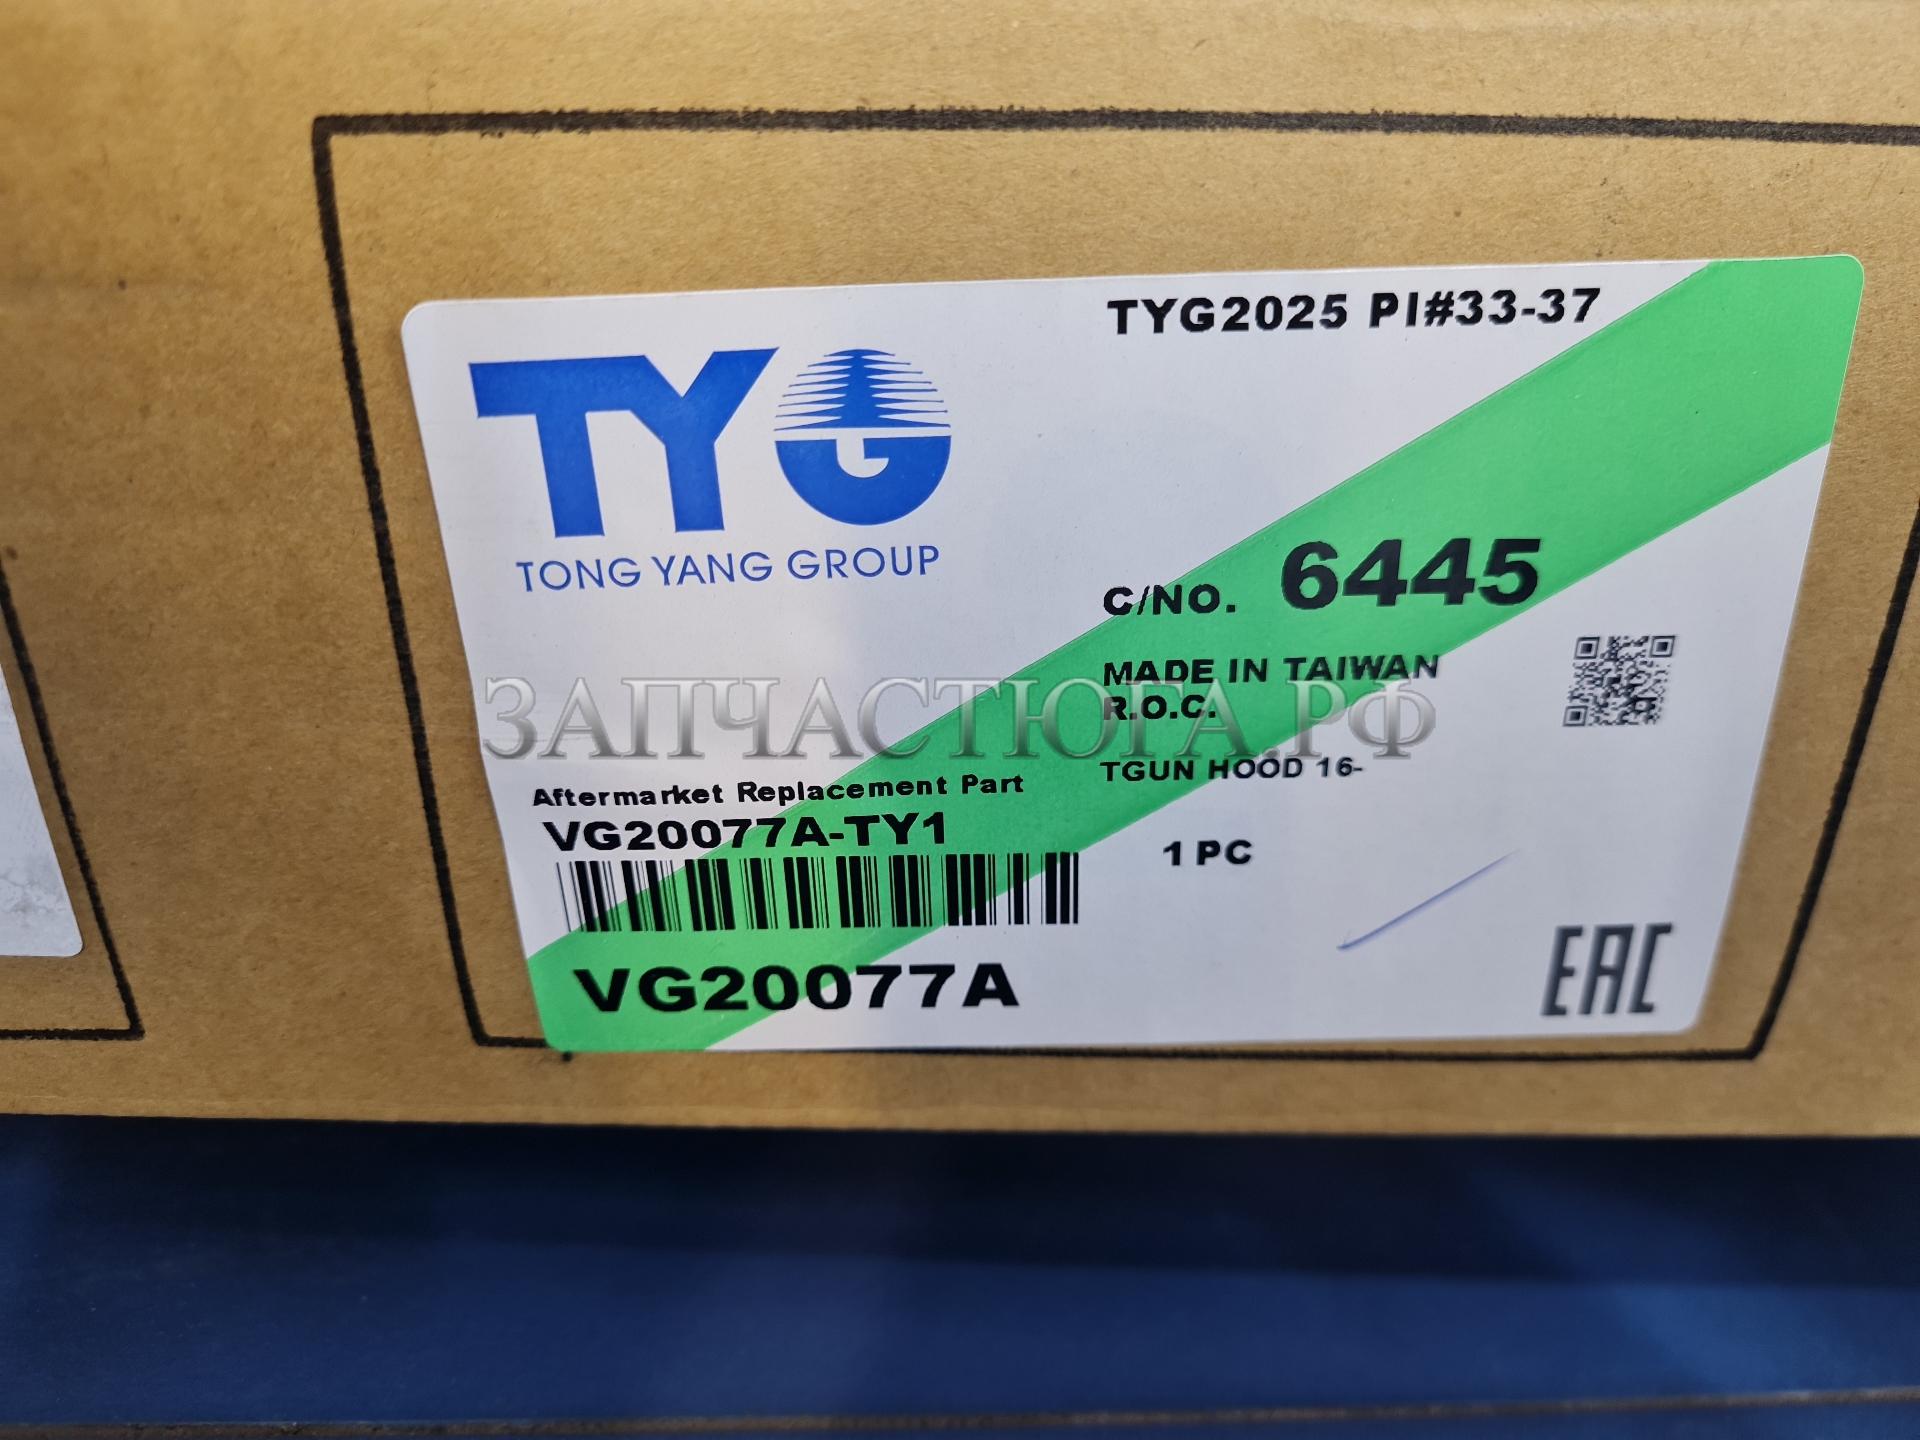 TYG2025 PI#33-37
TYG
TONG YANG GROUP
C/NO. 6445
MADE IN TAIWAN
R.O.C.
ЗАПЧАСТЮГА.РФ
TGUN HOOD 16-
Aftermarket Replacement Part
VG20077A-TY1
1 PC
VG20077A
EAC